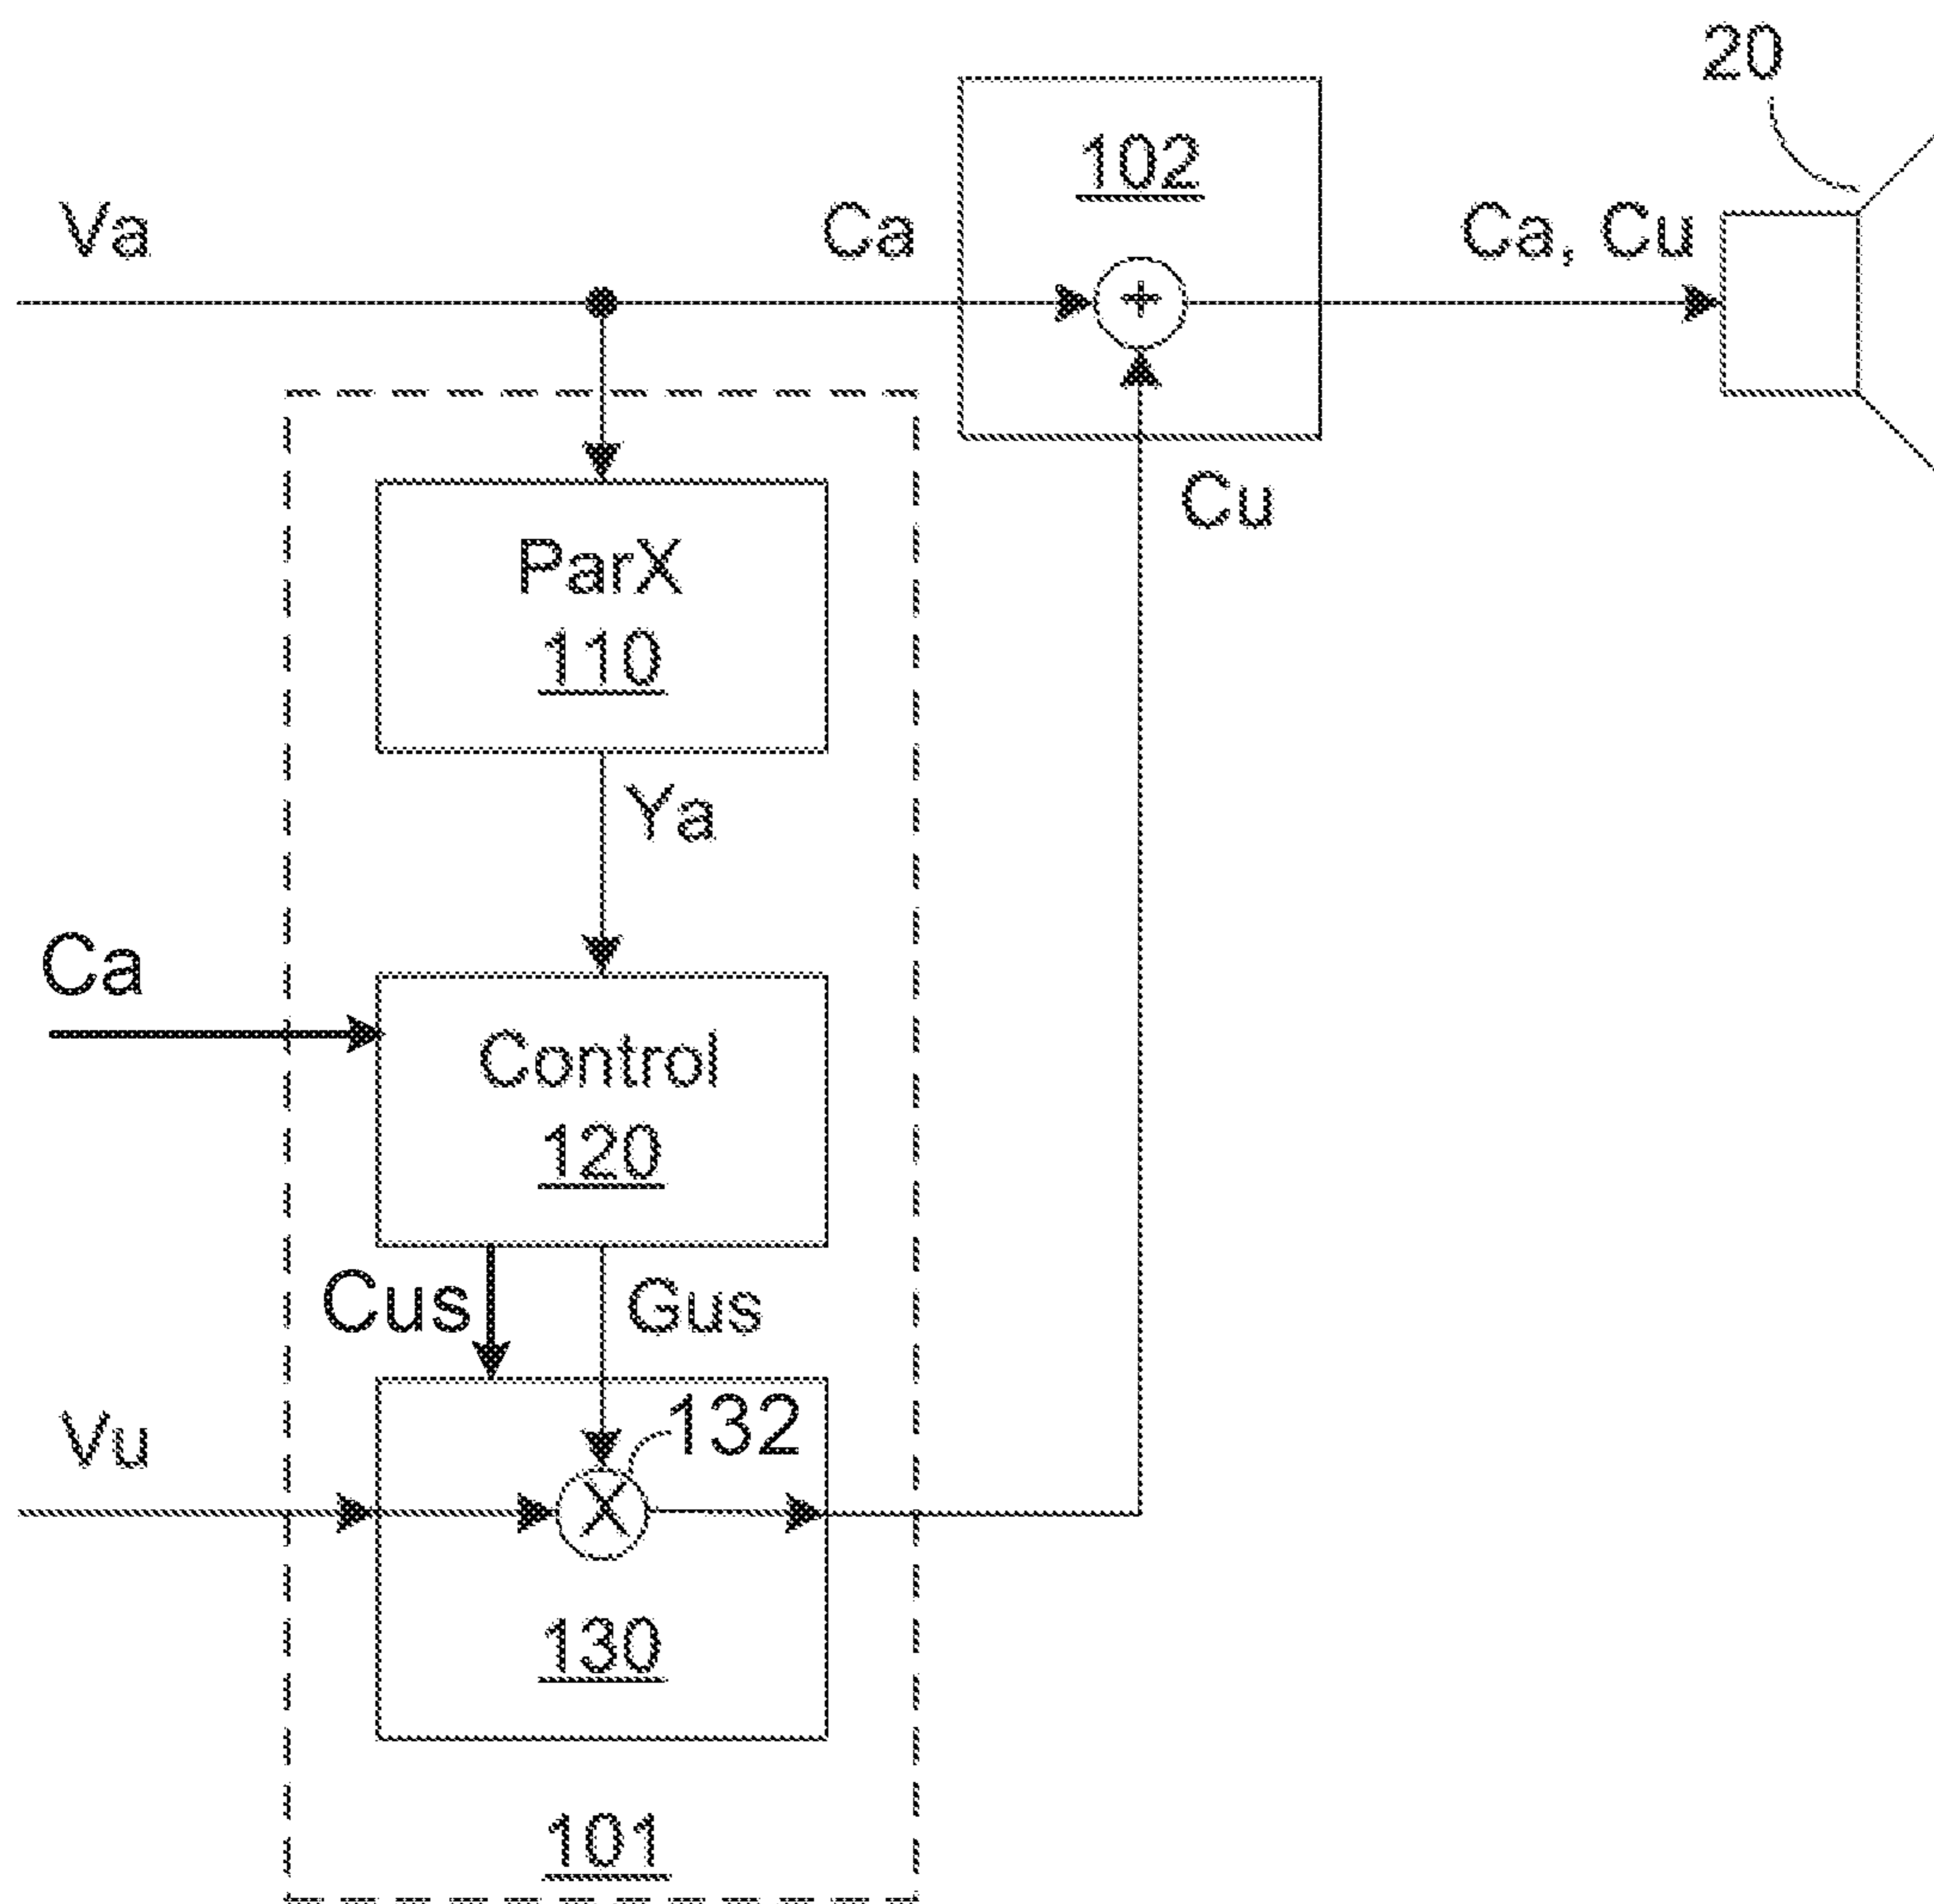 20
102
Va
Ca
Ca, Cu
+
Cu
ParX
110
Ya
Ca
Control
120
Cus
Gus
132
Vu
X
130
101